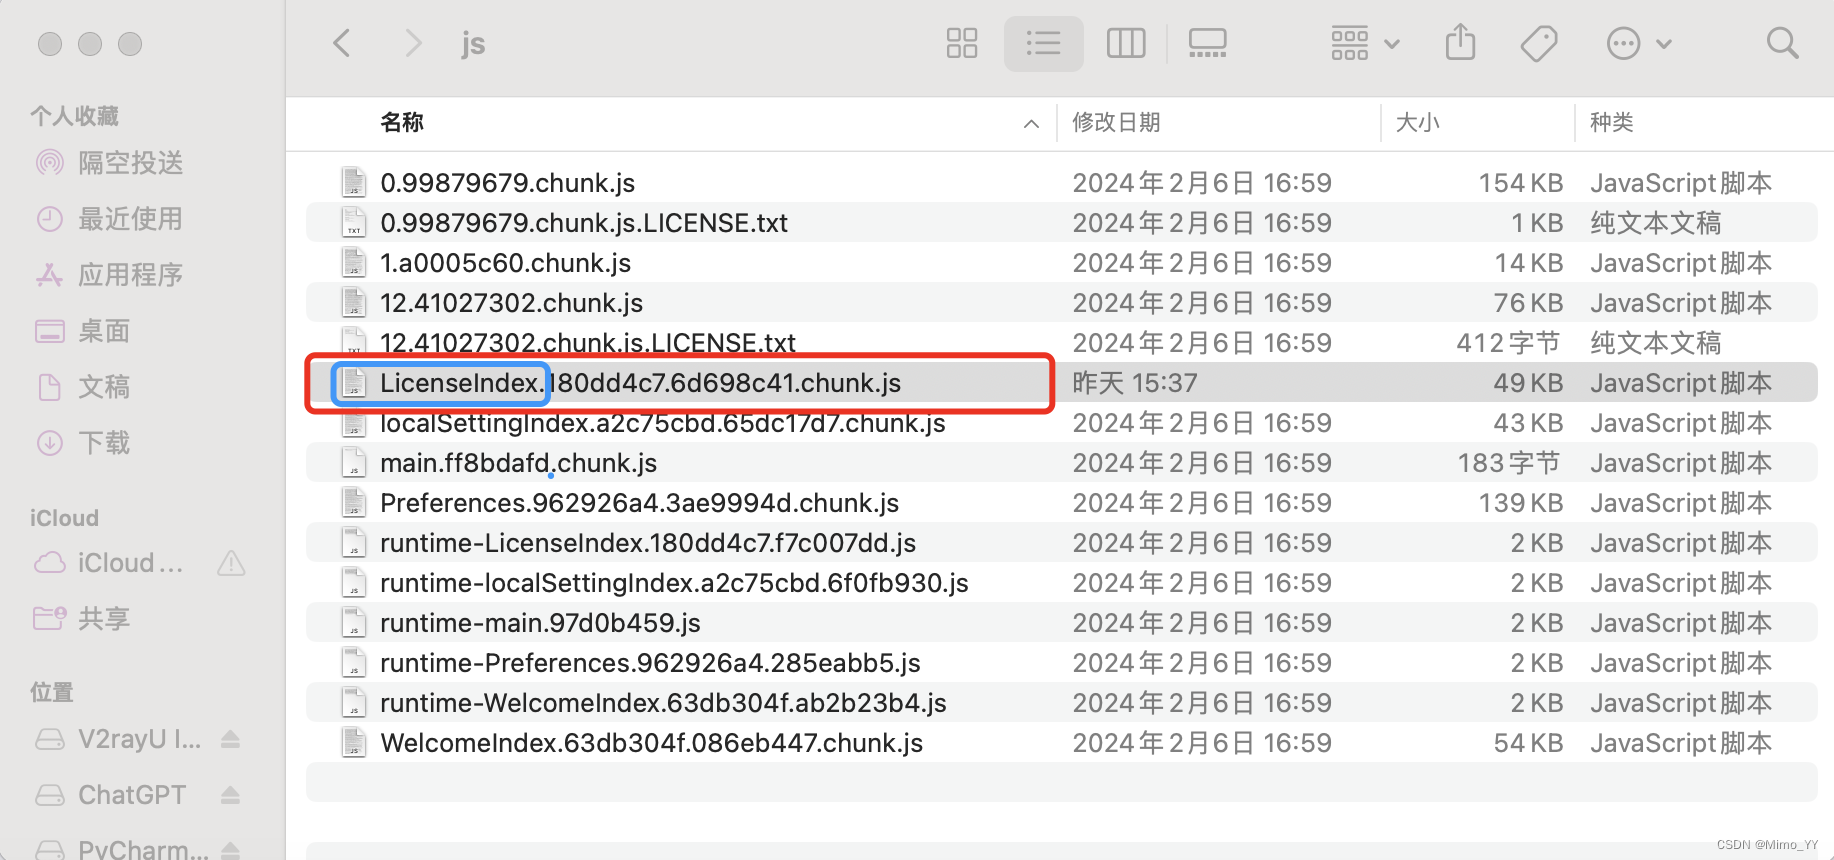 js
个人收藏
隔空投送
最近使用
应用程序
桌面
文稿
下载
iCloud
iCloud…
共享
位置
V2rayU I...
ChatGPT
PyCharm...
名称 修改日期 大小 种类
0.99879679.chunk.js 2024年2月6日 16:59 154 KB JavaScript脚本
0.99879679.chunk.js.LICENSE.txt 2024年2月6日 16:59 1 KB 纯文本文稿
1.a0005c60.chunk.js 2024年2月6日 16:59 14 KB JavaScript脚本
12.41027302.chunk.js 2024年2月6日 16:59 76 KB JavaScript脚本
12.41027302.chunk.js.LICENSE.txt 2024年2月6日 16:59 412字节 纯文本文稿
LicenseIndex.180dd4c7.6d698c41.chunk.js 昨天 15:37 49 KB JavaScript脚本
localSettingIndex.a2c75cbd.65dc17d7.chunk.js 2024年2月6日 16:59 43 KB JavaScript脚本
main.ff8bdafd.chunk.js 2024年2月6日 16:59 183字节 JavaScript脚本
Preferences.962926a4.3ae9994d.chunk.js 2024年2月6日 16:59 139 KB JavaScript脚本
runtime-LicenseIndex.180dd4c7.f7c007dd.js 2024年2月6日 16:59 2 KB JavaScript脚本
runtime-localSettingIndex.a2c75cbd.6f0fb930.js 2024年2月6日 16:59 2 KB JavaScript脚本
runtime-main.97d0b459.js 2024年2月6日 16:59 2 KB JavaScript脚本
runtime-Preferences.962926a4.285eabb5.js 2024年2月6日 16:59 2 KB JavaScript脚本
runtime-WelcomeIndex.63db304f.ab2b23b4.js 2024年2月6日 16:59 2 KB JavaScript脚本
WelcomeIndex.63db304f.086eb447.chunk.js 2024年2月6日 16:59 54 KB JavaScript脚本
CSDN @Mimo_YY